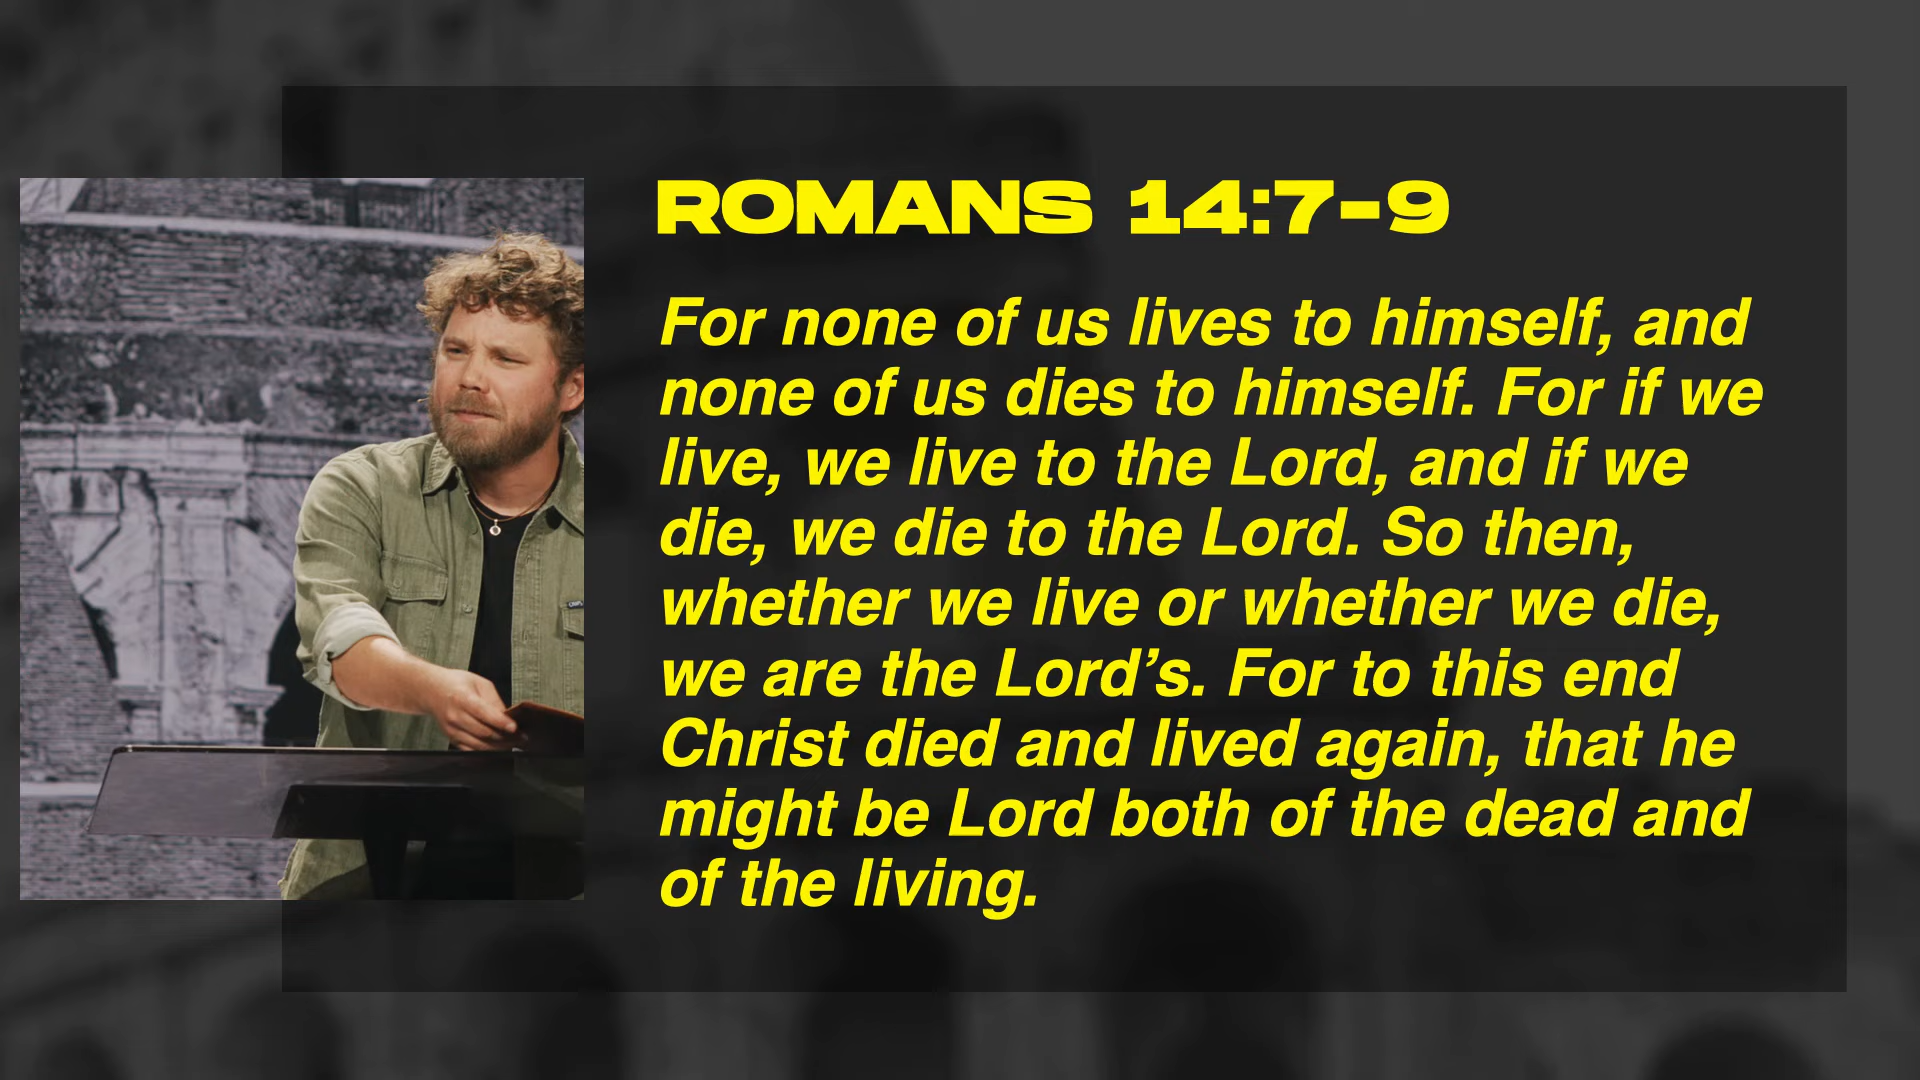 ROMANS 14:7-9
For none of us lives to himself, and
none of us dies to himself. For if we
live, we live to the Lord, and if we
die, we die to the Lord. So then,
whether we live or whether we die,
we are the Lord’s. For to this end
Christ died and lived again, that he
might be Lord both of the dead and
of the living.